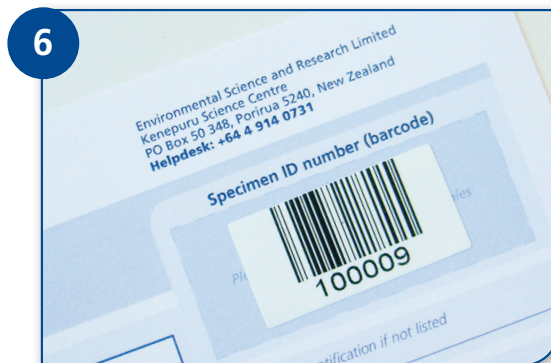 6
Environmental Science and Research Limited
Kenepuru Science Centre
PO Box 50 348, Porirua 5240, New Zealand
Helpdesk: +64 4 914 0731
Specimen ID number (barcode)
100009
if not listed